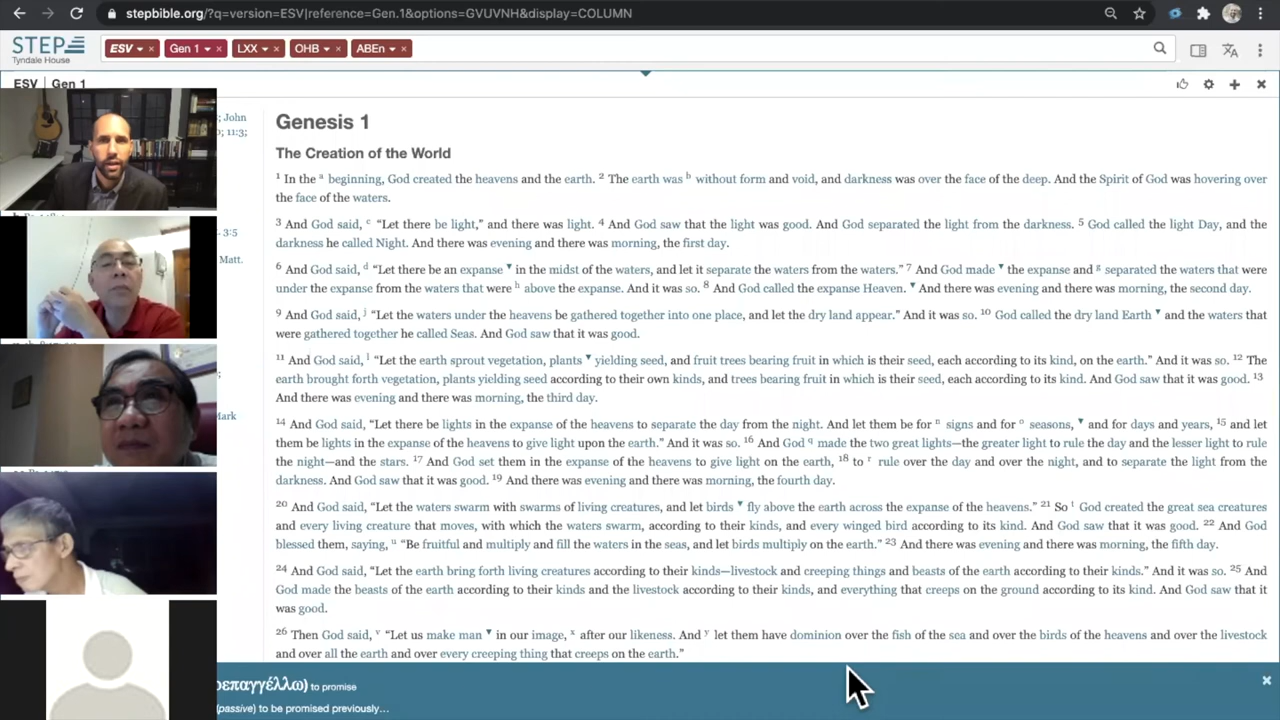 stepbible.org/?q=version=ESV|reference=Gen.1&options=GVUVNH&display=COLUMN
STEP
Tyndale House
ESV Gen 1 LXX OHB ABEn
ESV Gen 1
; John
; 11:3;
. 3:5
Matt.
Mark
Genesis 1
The Creation of the World
1 In the a beginning, God created the heavens and the earth. 2 The earth was b without form and void, and darkness was over the face of the deep. And the Spirit of God was hovering over
the face of the waters.
3 And God said, c “Let there be light,” and there was light. 4 And God saw that the light was good. And God separated the light from the darkness. 5 God called the light Day, and the
darkness he called Night. And there was evening and there was morning, the first day.
6 And God said, d “Let there be an expanse in the midst of the waters, and let it separate the waters from the waters.” 7 And God made the expanse and g separated the waters that were
under the expanse from the waters that were h above the expanse. And it was so. 8 And God called the expanse Heaven. And there was evening and there was morning, the second day.
9 And God said, j “Let the waters under the heavens be gathered together into one place, and let the dry land appear.” And it was so. 10 God called the dry land Earth and the waters that
were gathered together he called Seas. And God saw that it was good.
11 And God said, l “Let the earth sprout vegetation, plants yielding seed, and fruit trees bearing fruit in which is their seed, each according to its kind, on the earth.” And it was so. 12 The
earth brought forth vegetation, plants yielding seed according to their own kinds, and trees bearing fruit in which is their seed, each according to its kind. And God saw that it was good. 13
And there was evening and there was morning, the third day.
14 And God said, “Let there be lights in the expanse of the heavens to separate the day from the night. And let them be for n signs and for o seasons, and for days and years, 15 and let
them be lights in the expanse of the heavens to give light upon the earth.” And it was so. 16 And God q made the two great lights—the greater light to rule the day and the lesser light to rule
the night—and the stars. 17 And God set them in the expanse of the heavens to give light on the earth, 18 to r rule over the day and over the night, and to separate the light from the
darkness. And God saw that it was good. 19 And there was evening and there was morning, the fourth day.
20 And God said, “Let the waters swarm with swarms of living creatures, and let birds fly above the earth across the expanse of the heavens.” 21 So t God created the great sea creatures
and every living creature that moves, with which the waters swarm, according to their kinds, and every winged bird according to its kind. And God saw that it was good. 22 And God
blessed them, saying, u “Be fruitful and multiply and fill the waters in the seas, and let birds multiply on the earth.” 23 And there was evening and there was morning, the fifth day.
24 And God said, “Let the earth bring forth living creatures according to their kinds—livestock and creeping things and beasts of the earth according to their kinds.” And it was so. 25 And
God made the beasts of the earth according to their kinds and the livestock according to their kinds, and everything that creeps on the ground according to its kind. And God saw that it
was good.
26 Then God said, v “Let us make man in our image, x after our likeness. And y let them have dominion over the fish of the sea and over the birds of the heavens and over the livestock
and over all the earth and over every creeping thing that creeps on the earth.”
οεπαγγέλλω) to promise
(passive) to be promised previously...